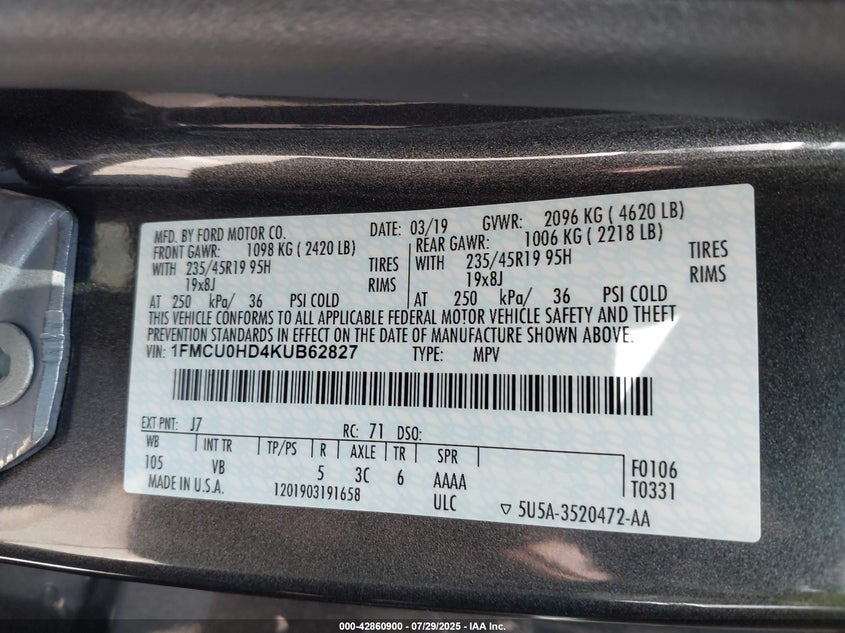 MFD. BY FORD MOTOR CO. DATE: 03/19 GVWR: 2096 KG ( 4620 LB)
FRONT GAWR: 1098 KG ( 2420 LB) REAR GAWR: 1006 KG ( 2218 LB)
WITH 235/45R19 95H TIRES WITH 235/45R19 95H TIRES
19x8J RIMS 19x8J RIMS
AT 250 kPa/ 36 PSI COLD AT 250 kPa/ 36 PSI COLD
THIS VEHICLE CONFORMS TO ALL APPLICABLE FEDERAL MOTOR VEHICLE SAFETY AND THEFT
PREVENTION STANDARDS IN EFFECT ON THE DATE OF MANUFACTURE SHOWN ABOVE.
VIN: 1FMCU0HD4KUB62827 TYPE: MPV
EXT PNT: J7 RC: 71 DSO:
WB INT TR TP/PS R AXLE TR SPR
105 VB 5 3C 6 AAAA F0106
MADE IN U.S.A. 1201903191658 ULC T0331
▽ 5U5A-3520472-AA
000-42860900 - 07/29/2025 - IAA Inc.